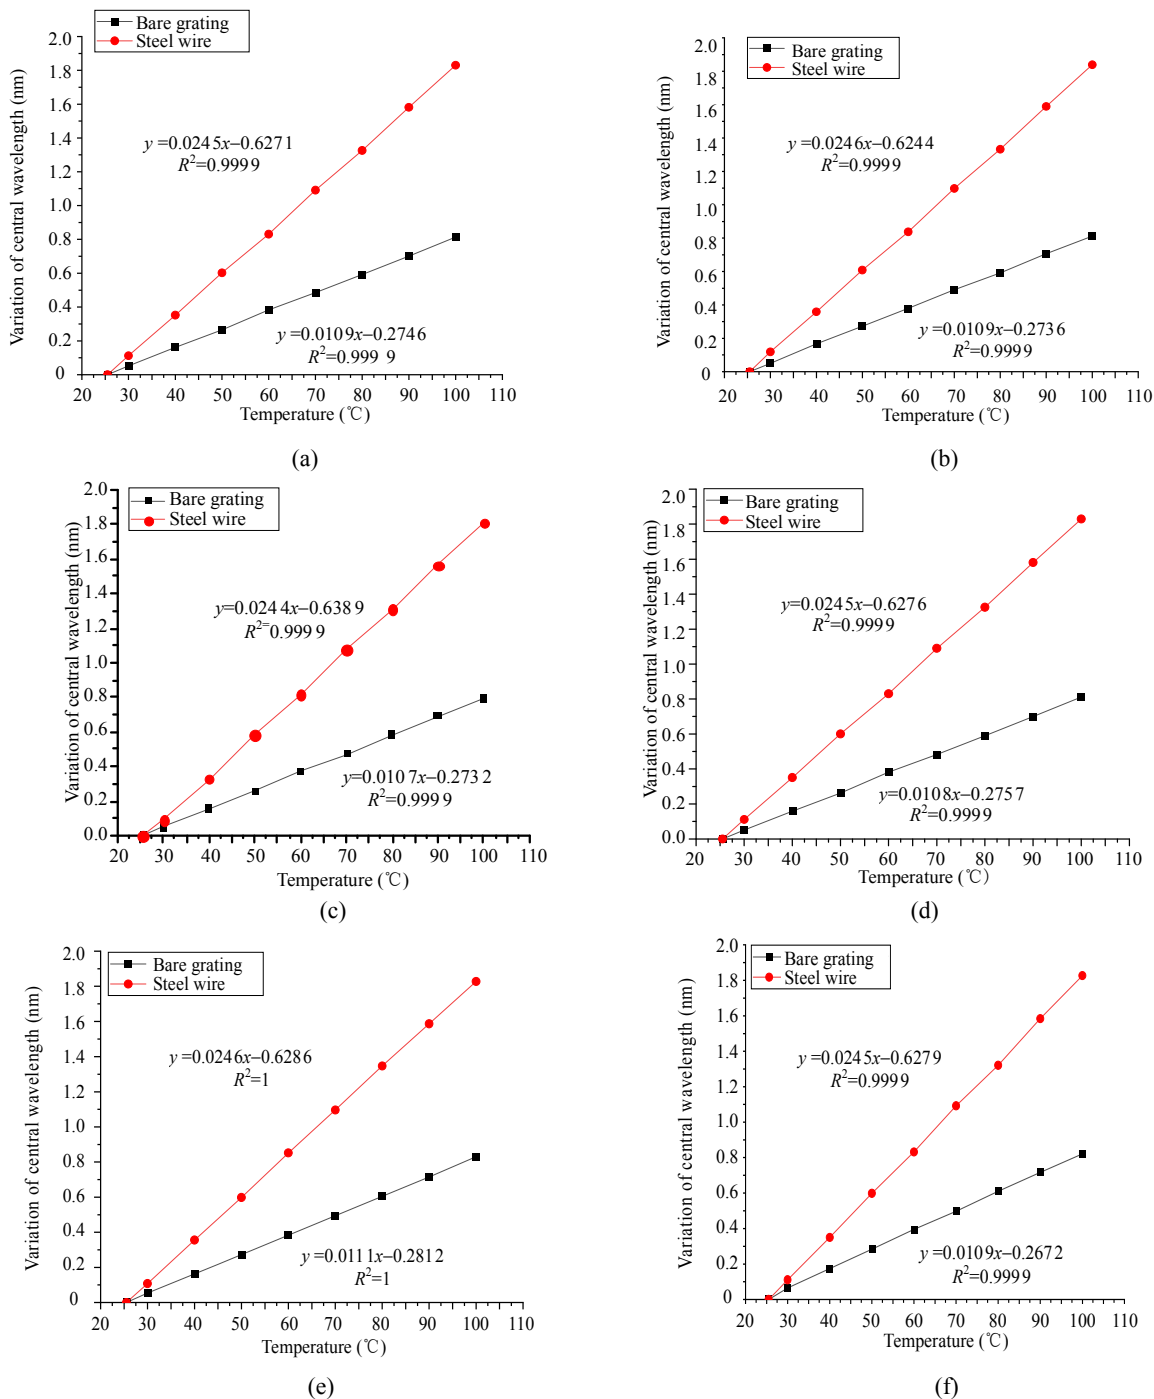 Bare grating
Steel wire
Variation of central wavelength (nm)
2.0
1.8
1.6
1.4
1.2
1.0
0.8
0.6
0.4
0.2
0
y=0.0245x−0.6271
R²=0.9999
y=0.0109x−0.2746
R²=0.999 9
20 30 40 50 60 70 80 90 100 110
Temperature (℃)
(a)
Bare grating
Steel wire
Variation of central wavelength (nm)
2.0
1.8
1.6
1.4
1.2
1.0
0.8
0.6
0.4
0.2
0
y=0.0246x−0.6244
R²=0.9999
y=0.0109x−0.2736
R²=0.9999
20 30 40 50 60 70 80 90 100 110
Temperature (℃)
(b)
Bare grating
Steel wire
Variation of central wavelength (nm)
2.0
1.8
1.6
1.4
1.2
1.0
0.8
0.6
0.4
0.2
0.0
y=0.0244x−0.6389
R²=0.9999
y=0.0107x−0.2732
R²=0.9999
20 30 40 50 60 70 80 90 100 110
Temperature (℃)
(c)
Bare grating
Steel wire
Variation of central wavelength (nm)
2.0
1.8
1.6
1.4
1.2
1.0
0.8
0.6
0.4
0.2
0.0
y=0.0245x−0.6276
R²=0.9999
y=0.0108x−0.2757
R²=0.9999
20 30 40 50 60 70 80 90 100 110
Temperature (℃)
(d)
Bare grating
Steel wire
Variation of central wavelength (nm)
2.0
1.8
1.6
1.4
1.2
1.0
0.8
0.6
0.4
0.2
0
y=0.0246x−0.6286
R²=1
y=0.0111x−0.2812
R²=1
20 30 40 50 60 70 80 90 100 110
Temperature (℃)
(e)
Bare grating
Steel wire
Variation of central wavelength (nm)
2.0
1.8
1.6
1.4
1.2
1.0
0.8
0.6
0.4
0.2
0
y=0.0245x−0.6279
R²=0.9999
y=0.0109x−0.2672
R²=0.9999
20 30 40 50 60 70 80 90 100 110
Temperature (℃)
(f)